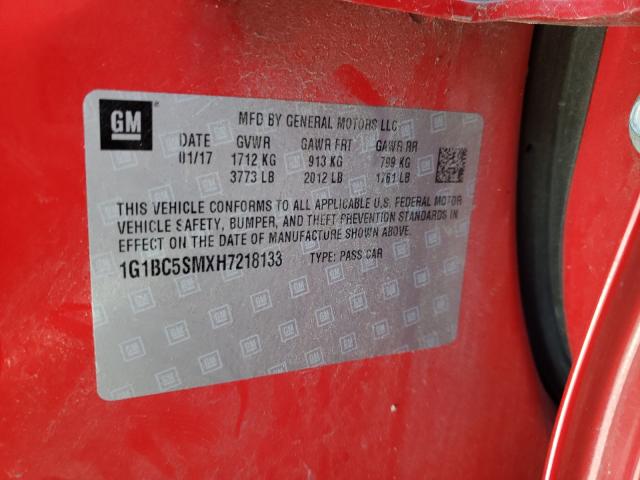 GM
MFD BY GENERAL MOTORS LLC
DATE GVWR GAWR FRT GAWR RR
01/17 1712 KG 913 KG 799 KG
3773 LB 2012 LB 1761 LB
THIS VEHICLE CONFORMS TO ALL APPLICABLE U.S. FEDERAL MOTOR
VEHICLE SAFETY, BUMPER, AND THEFT PREVENTION STANDARDS IN
EFFECT ON THE DATE OF MANUFACTURE SHOWN ABOVE.
1G1BC5SMXH7218133 TYPE: PASS CAR